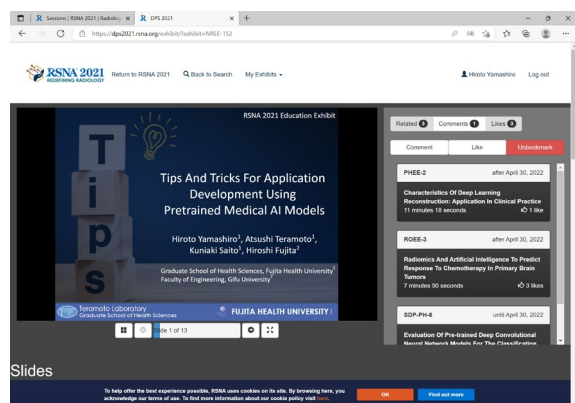 Sessions | RSNA 2021 | Radiolog
DPS 2021
https://dps2021.rsna.org/exhibit/?exhibit=NREE-152
RSNA 2021
REDEFINING RADIOLOGY
Return to RSNA 2021
Back to Search
My Exhibits
Hiroto Yamashiro
Log out
RSNA 2021 Education Exhibit
Tips
Tips And Tricks For Application
Development Using
Pretrained Medical AI Models
Hiroto Yamashiro¹, Atsushi Teramoto¹,
Kuniaki Saito¹, Hiroshi Fujita²
Graduate School of Health Sciences, Fujita Health University¹
Faculty of Engineering, Gifu University²
Teramoto Laboratory
Graduate School of Health Sciences
FUJITA HEALTH UNIVERSITY
Slide 1 of 13
Related 3
Comments 1
Likes 3
Comment
Like
Unbookmark
PHEE-2
after April 30, 2022
Characteristics Of Deep Learning
Reconstruction: Application In Clinical Practice
11 minutes 18 seconds
1 like
ROEE-3
after April 30, 2022
Radiomics And Artificial Intelligence To Predict
Response To Chemotherapy In Primary Brain
Tumors
7 minutes 50 seconds
3 likes
SDP-PH-6
until April 30, 2022
Evaluation Of Pre-trained Deep Convolutional
Neural Network Models For The Classification
Slides
To help offer the best experience possible, RSNA uses cookies on its site. By browsing here, you
acknowledge our terms of use. To find more information about our cookie policy visit here.
OK
Find out more